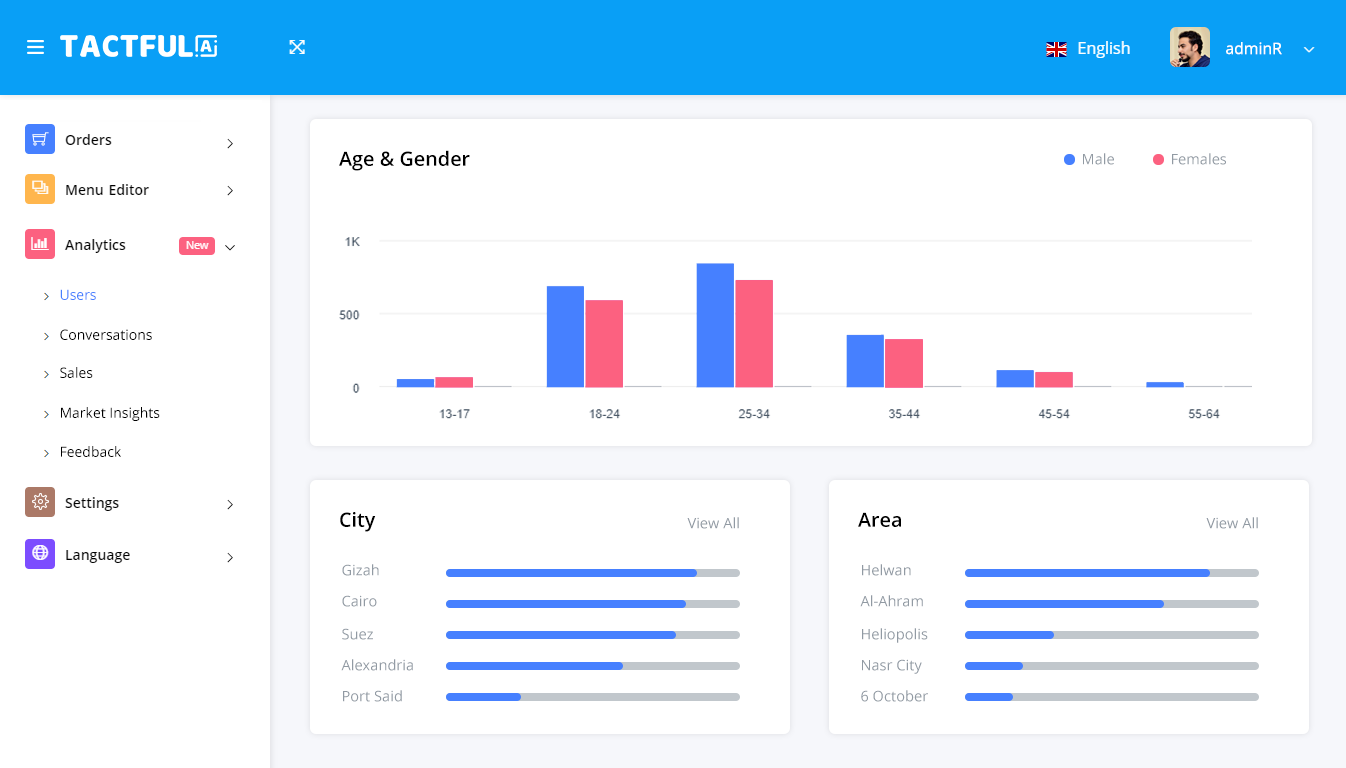 TACTFUL AI
English
adminR
Orders
Menu Editor
Analytics
New
Users
Conversations
Sales
Market Insights
Feedback
Settings
Language
Age & Gender
Male
Females
1K
500
0
13-17
18-24
25-34
35-44
45-54
55-64
City
View All
Gizah
Cairo
Suez
Alexandria
Port Said
Area
View All
Helwan
Al-Ahram
Heliopolis
Nasr City
6 October